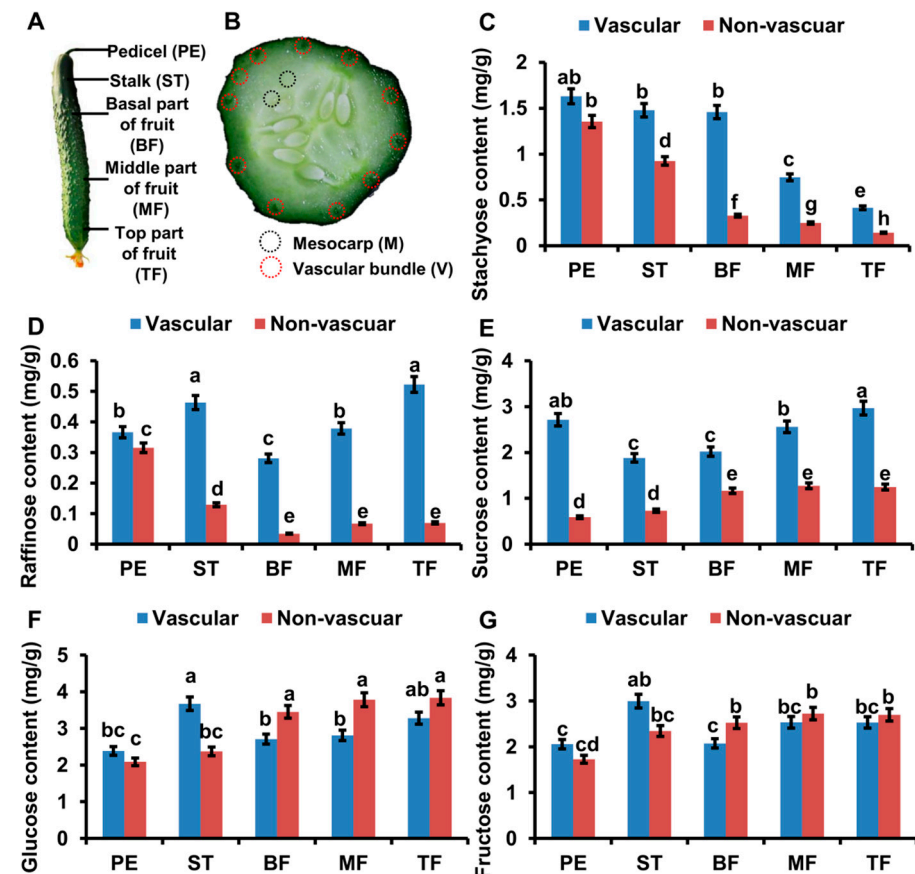 A
Pedicel (PE)
Stalk (ST)
Basal part
of fruit
(BF)
Middle part
of fruit
(MF)
Top part
of fruit
(TF)
B
Mesocarp (M)
Vascular bundle (V)
C
Vascular Non-vascuar
Stachyose content (mg/g)
2
1.5
1
0.5
0
ab b b d b f c g e h
PE ST BF MF TF
D
Vascular Non-vascuar
Raffinose content (mg/g)
0.6
0.5
0.4
0.3
0.2
0.1
0
b c a d c e b e a e
PE ST BF MF TF
E
Vascular Non-vascuar
Sucrose content (mg/g)
4
3
2
1
0
ab d c d c e b e a e
PE ST BF MF TF
F
Vascular Non-vascuar
Glucose content (mg/g)
5
4
3
2
1
0
bc c a bc b a b a ab a
PE ST BF MF TF
G
Vascular Non-vascuar
Fructose content (mg/g)
4
3
2
1
0
c cd ab bc c b bc b bc b
PE ST BF MF TF